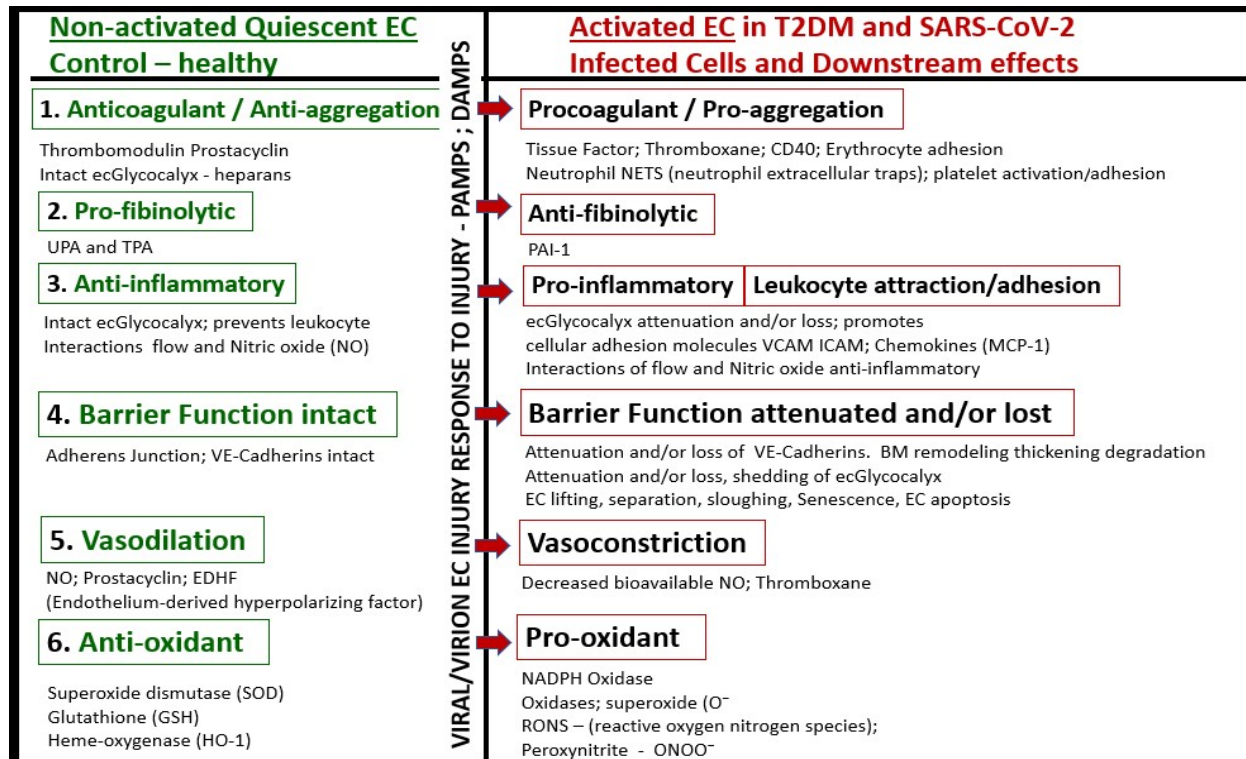 Non-activated Quiescent EC
Control – healthy
1. Anticoagulant / Anti-aggregation
Thrombomodulin Prostacyclin
Intact ecGlycocalyx - heparans
2. Pro-fibinolytic
UPA and TPA
3. Anti-inflammatory
Intact ecGlycocalyx; prevents leukocyte
Interactions flow and Nitric oxide (NO)
4. Barrier Function intact
Adherens Junction; VE-Cadherins intact
5. Vasodilation
NO; Prostacyclin; EDHF
(Endothelium-derived hyperpolarizing factor)
6. Anti-oxidant
Superoxide dismutase (SOD)
Glutathione (GSH)
Heme-oxygenase (HO-1)
VIRAL/VIRION EC INJURY RESPONSE TO INJURY - PAMPS ; DAMPS
Activated EC in T2DM and SARS-CoV-2
Infected Cells and Downstream effects
Procoagulant / Pro-aggregation
Tissue Factor; Thromboxane; CD40; Erythrocyte adhesion
Neutrophil NETS (neutrophil extracellular traps); platelet activation/adhesion
Anti-fibinolytic
PAI-1
Pro-inflammatory Leukocyte attraction/adhesion
ecGlycocalyx attenuation and/or loss; promotes
cellular adhesion molecules VCAM ICAM; Chemokines (MCP-1)
Interactions of flow and Nitric oxide anti-inflammatory
Barrier Function attenuated and/or lost
Attenuation and/or loss of VE-Cadherins. BM remodeling thickening degradation
Attenuation and/or loss, shedding of ecGlycocalyx
EC lifting, separation, sloughing, Senescence, EC apoptosis
Vasoconstriction
Decreased bioavailable NO; Thromboxane
Pro-oxidant
NADPH Oxidase
Oxidases; superoxide (O⁻
RONS – (reactive oxygen nitrogen species);
Peroxynitrite - ONOO⁻